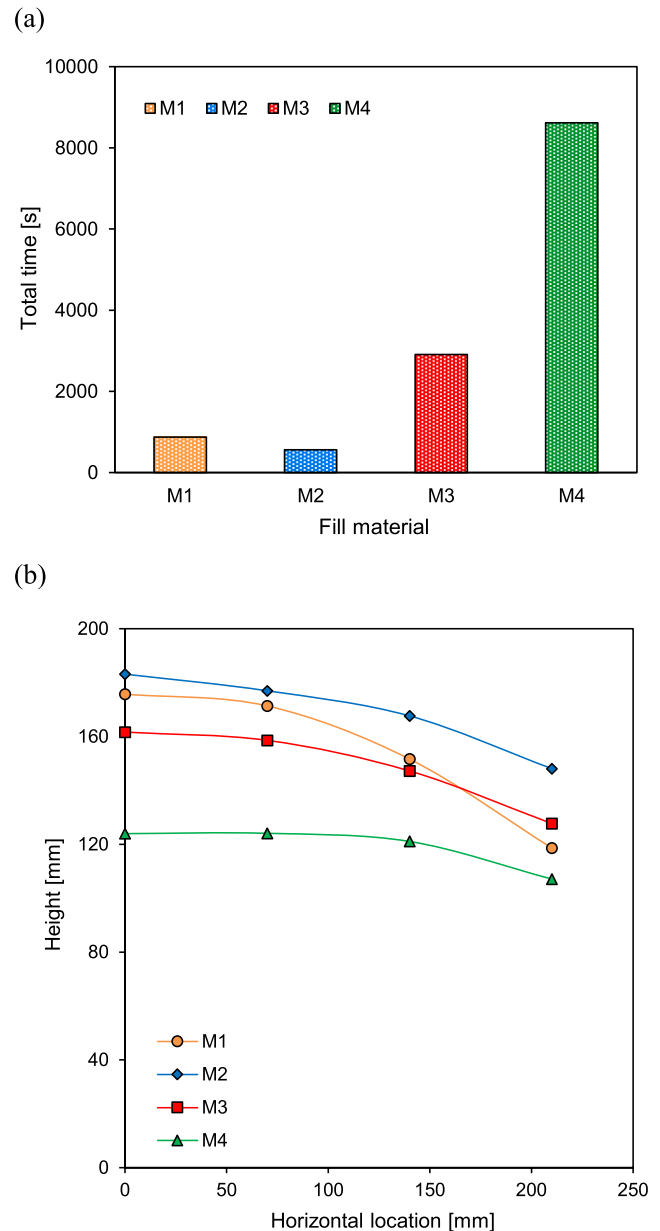 (a)
10000
8000
6000
4000
2000
0
Total time [s]
M1 M2 M3 M4
M1 M2 M3 M4
Fill material
(b)
200
160
120
80
40
0
Height [mm]
M1
M2
M3
M4
0 50 100 150 200 250
Horizontal location [mm]